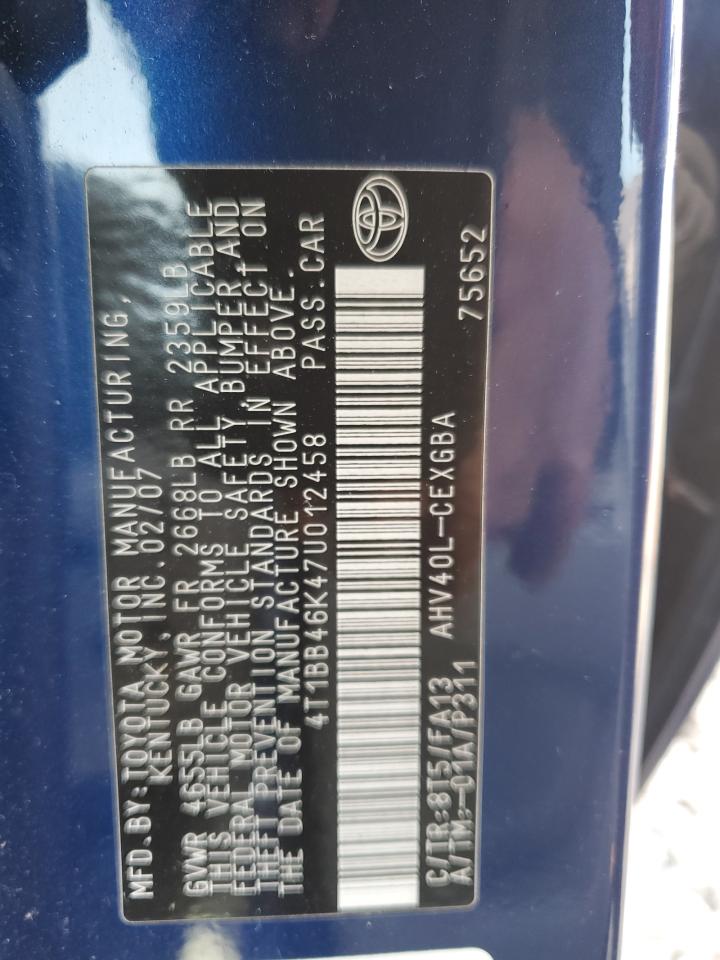 MFD.BY:TOYOTA MOTOR MANUFACTURING,
KENTUCKY, INC.02/07
GVWR 4655LB GAWR FR 2668LB RR 2359LB
THIS VEHICLE CONFORMS TO ALL APPLICABLE
FEDERAL MOTOR VEHICLE SAFETY,BUMPER,AND
THEFT PREVENTION STANDARDS IN EFFECT ON
THE DATE OF MANUFACTURE SHOWN ABOVE.
4T1BB46K47U012458 PASS.CAR
C/TR:8T5/FA13 AHV40L-CEXGBA 75652
A/TM:-01A/P311